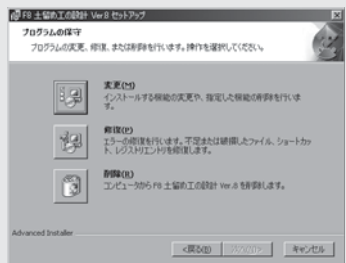 F8 土留め工の設計 Ver.8 セットアップ
プログラムの保守
プログラムの変更、修復、または削除を行います。操作を選択してください。
変更(M)
インストールする機能の変更や、指定した機能の削除を行いま
す。
修復(P)
エラーの修復を行います。不足または破損したファイル、ショートカッ
ト、レジストリエントリを修復します。
削除(R)
コンピュータから F8 土留め工の設計 Ver.8 を削除します。
Advanced Installer
<戻る(B)
キャンセル